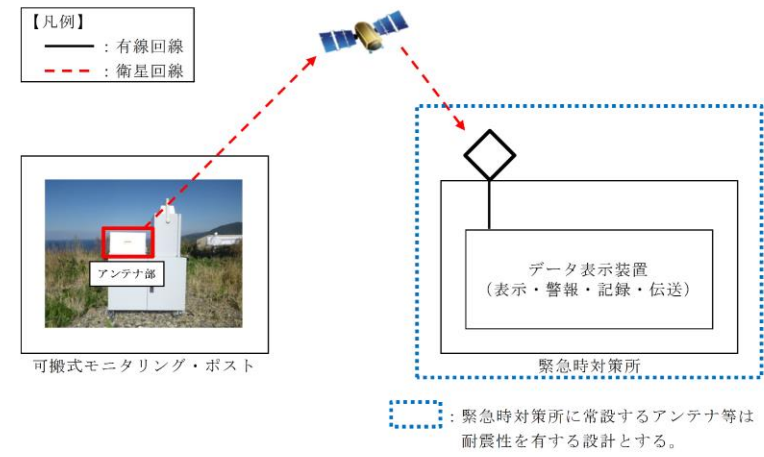 【凡例】
：有線回線
：衛星回線
アンテナ部
可搬式モニタリング・ポスト
データ表示装置
（表示・警報・記録・伝送）
緊急時対策所
：緊急時対策所に常設するアンテナ等は
耐震性を有する設計とする。